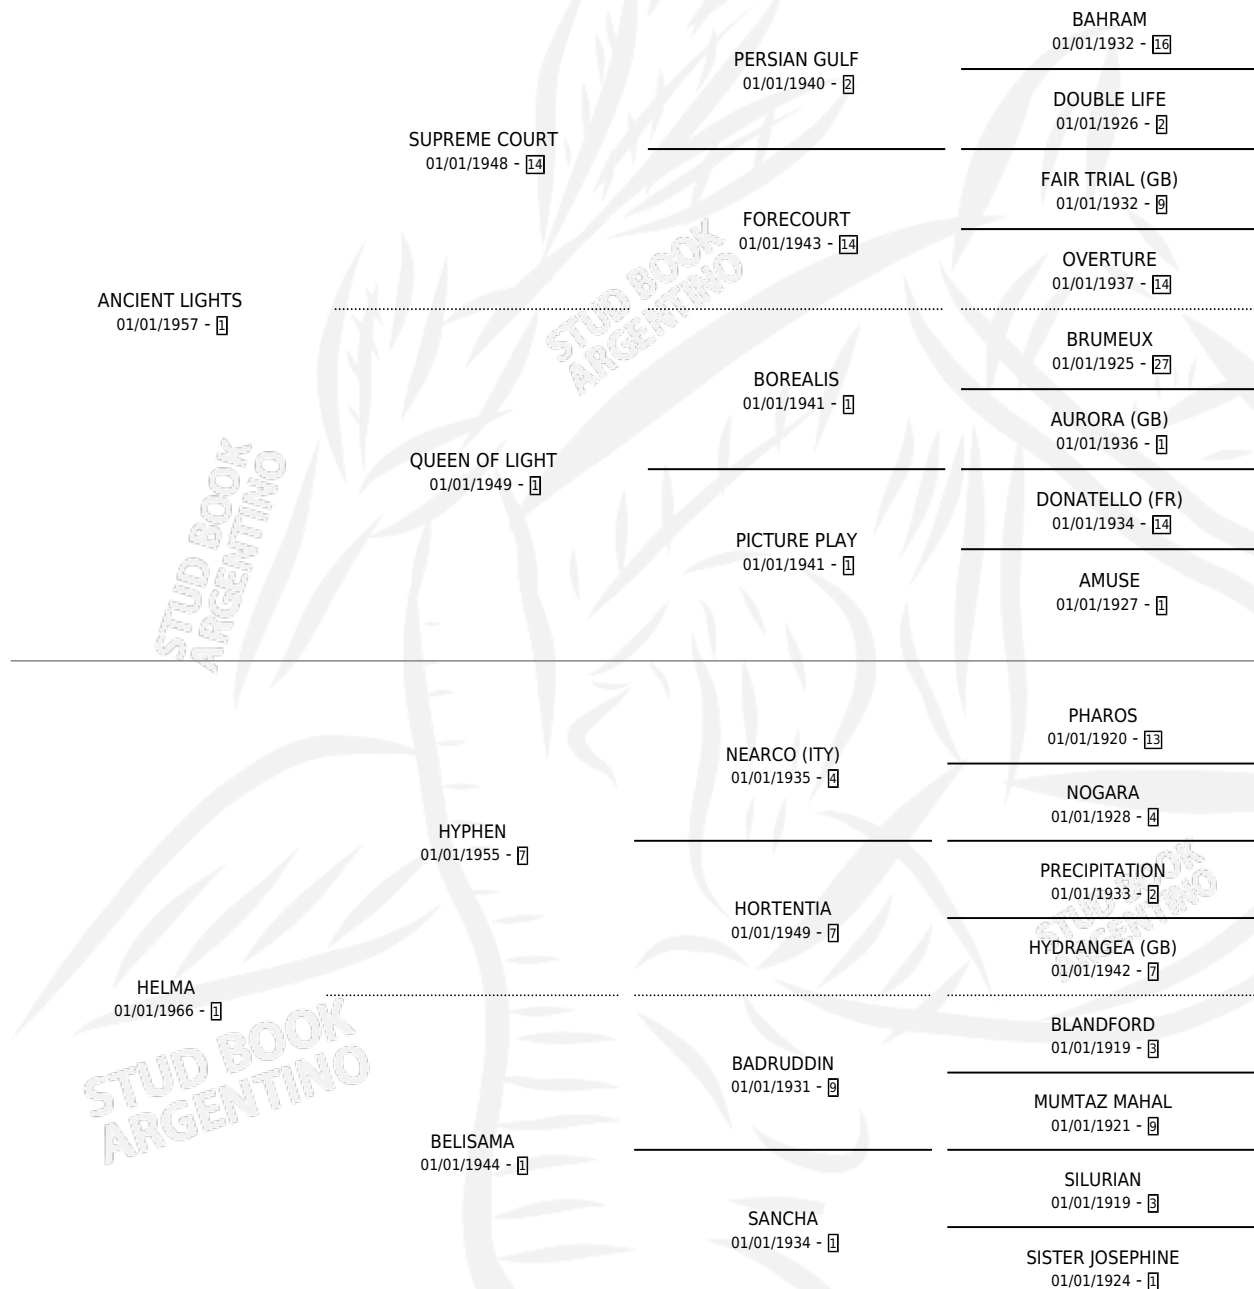 BAHRAM
01/01/1932 - 16
PERSIAN GULF
01/01/1940 - 2
DOUBLE LIFE
01/01/1926 - 2
SUPREME COURT
01/01/1948 - 14
FAIR TRIAL (GB)
01/01/1932 - 9
FORECOURT
01/01/1943 - 14
OVERTURE
01/01/1937 - 14
ANCIENT LIGHTS
01/01/1957 - 1
BRUMEUX
01/01/1925 - 27
BOREALIS
01/01/1941 - 1
AURORA (GB)
01/01/1936 - 1
QUEEN OF LIGHT
01/01/1949 - 1
DONATELLO (FR)
01/01/1934 - 14
PICTURE PLAY
01/01/1941 - 1
AMUSE
01/01/1927 - 1
PHAROS
01/01/1920 - 13
NEARCO (ITY)
01/01/1935 - 4
NOGARA
01/01/1928 - 4
HYPHEN
01/01/1955 - 7
PRECIPITATION
01/01/1933 - 2
HORTENTIA
01/01/1949 - 7
HYDRANGEA (GB)
01/01/1942 - 7
HELMA
01/01/1966 - 1
BLANDFORD
01/01/1919 - 3
BADRUDDIN
01/01/1931 - 9
MUMTAZ MAHAL
01/01/1921 - 9
BELISAMA
01/01/1944 - 1
SILURIAN
01/01/1919 - 3
SANCHA
01/01/1934 - 1
SISTER JOSEPHINE
01/01/1924 - 1
STUD BOOK
ARGENTINO
STUD BOOK
ARGENTINO
STUD BOOK
ARGENTINO
STUD BOOK
ARGENTINO